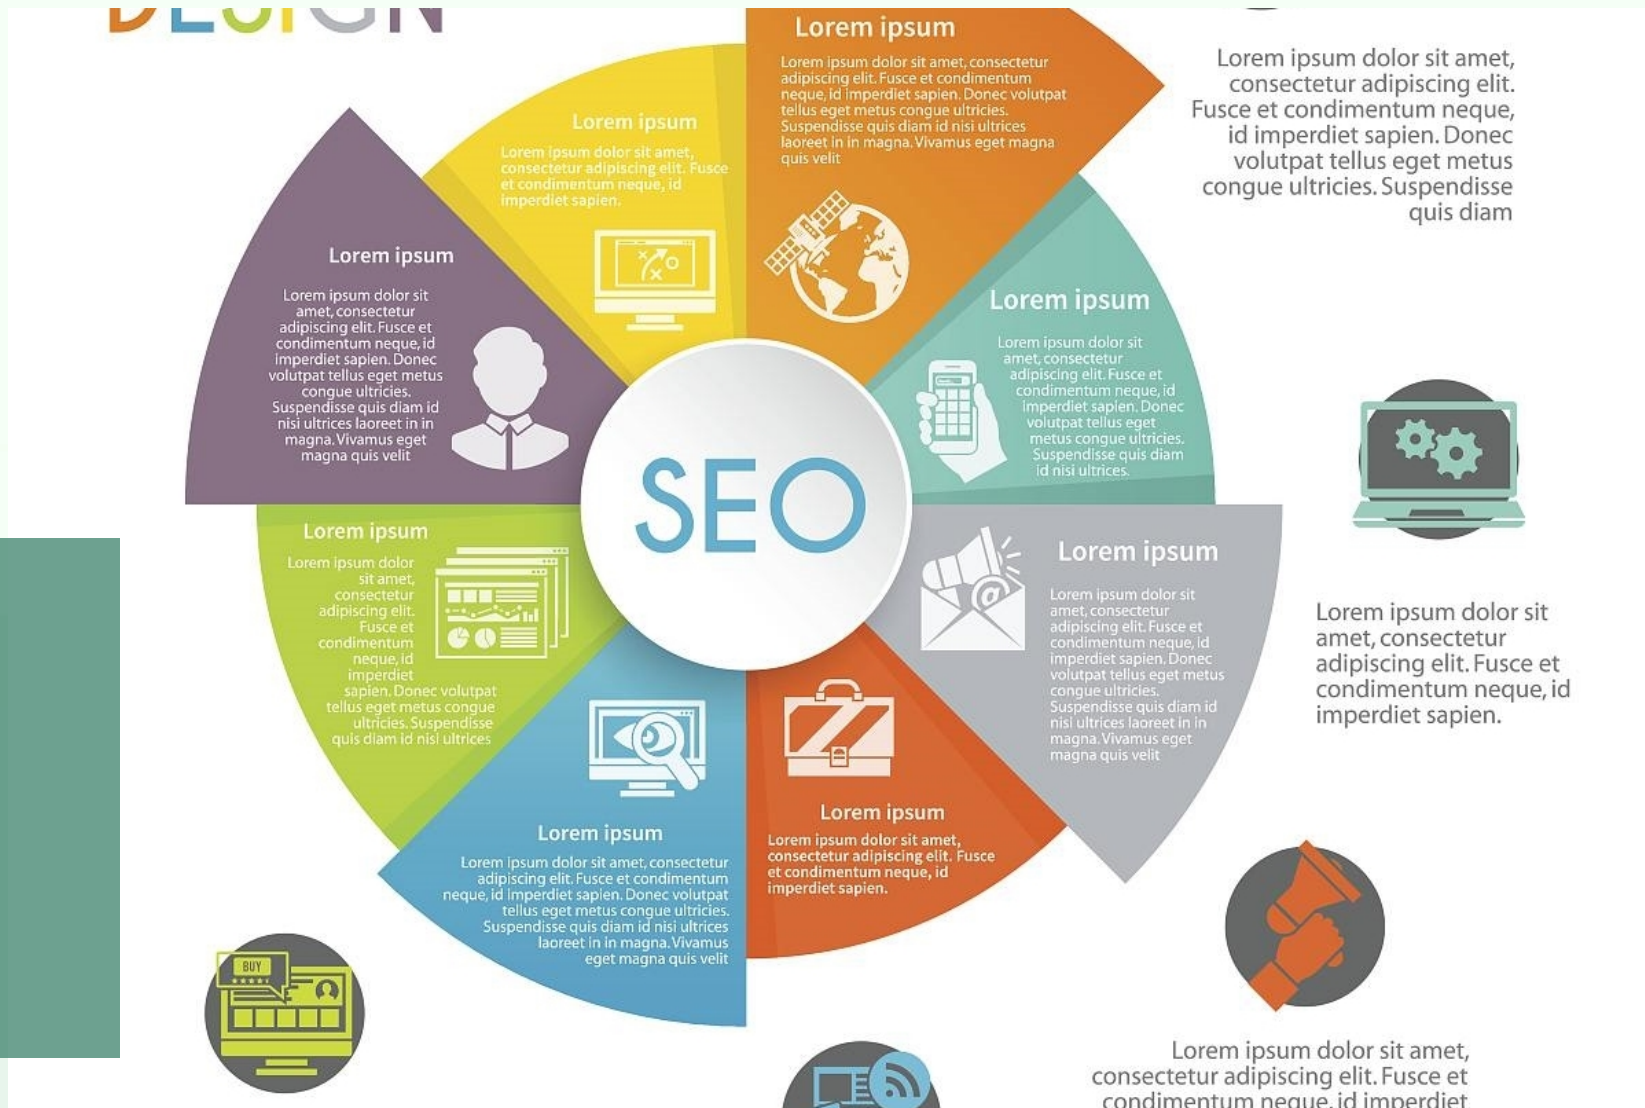 DESIGN
Lorem ipsum
Lorem ipsum dolor sit amet, consectetur
adipiscing elit. Fusce et condimentum
neque, id imperdiet sapien. Donec volutpat
tellus eget metus congue ultricies.
Suspendisse quis diam id nisi ultrices
laoreet in in magna. Vivamus eget magna
quis velit
Lorem ipsum dolor sit amet,
consectetur adipiscing elit.
Fusce et condimentum neque,
id imperdiet sapien. Donec
volutpat tellus eget metus
congue ultricies. Suspendisse
quis diam
Lorem ipsum
Lorem ipsum dolor sit amet,
consectetur adipiscing elit. Fusce
et condimentum neque, id
imperdiet sapien.
Lorem ipsum
Lorem ipsum dolor sit
amet, consectetur
adipiscing elit. Fusce et
condimentum neque, id
imperdiet sapien. Donec
volutpat tellus eget metus
congue ultricies.
Suspendisse quis diam id
nisi ultrices laoreet in in
magna. Vivamus eget
magna quis velit
Lorem ipsum
Lorem ipsum dolor sit
amet, consectetur
adipiscing elit. Fusce et
condimentum neque, id
imperdiet sapien. Donec
volutpat tellus eget
metus congue ultricies.
Suspendisse quis diam
id nisi ultrices.
SEO
Lorem ipsum
Lorem ipsum dolor
sit amet,
consectetur
adipiscing elit.
Fusce et
condimentum
neque, id
imperdiet
sapien. Donec volutpat
tellus eget metus congue
ultricies. Suspendisse
quis diam id nisi ultrices
@
Lorem ipsum
Lorem ipsum dolor sit
amet, consectetur
adipiscing elit. Fusce et
condimentum neque, id
imperdiet sapien. Donec
volutpat tellus eget metus
congue ultricies.
Suspendisse quis diam id
nisi ultrices laoreet in in
magna. Vivamus eget
magna quis velit
Lorem ipsum dolor sit
amet, consectetur
adipiscing elit. Fusce et
condimentum neque, id
imperdiet sapien.
Lorem ipsum
Lorem ipsum dolor sit amet, consectetur
adipiscing elit. Fusce et condimentum
neque, id imperdiet sapien. Donec volutpat
tellus eget metus congue ultricies.
Suspendisse quis diam id nisi ultrices
laoreet in in magna. Vivamus
eget magna quis velit
Lorem ipsum
Lorem ipsum dolor sit amet,
consectetur adipiscing elit. Fusce
et condimentum neque, id
imperdiet sapien.
BUY
Lorem ipsum dolor sit amet,
consectetur adipiscing elit. Fusce et
condimentum neque, id imperdiet